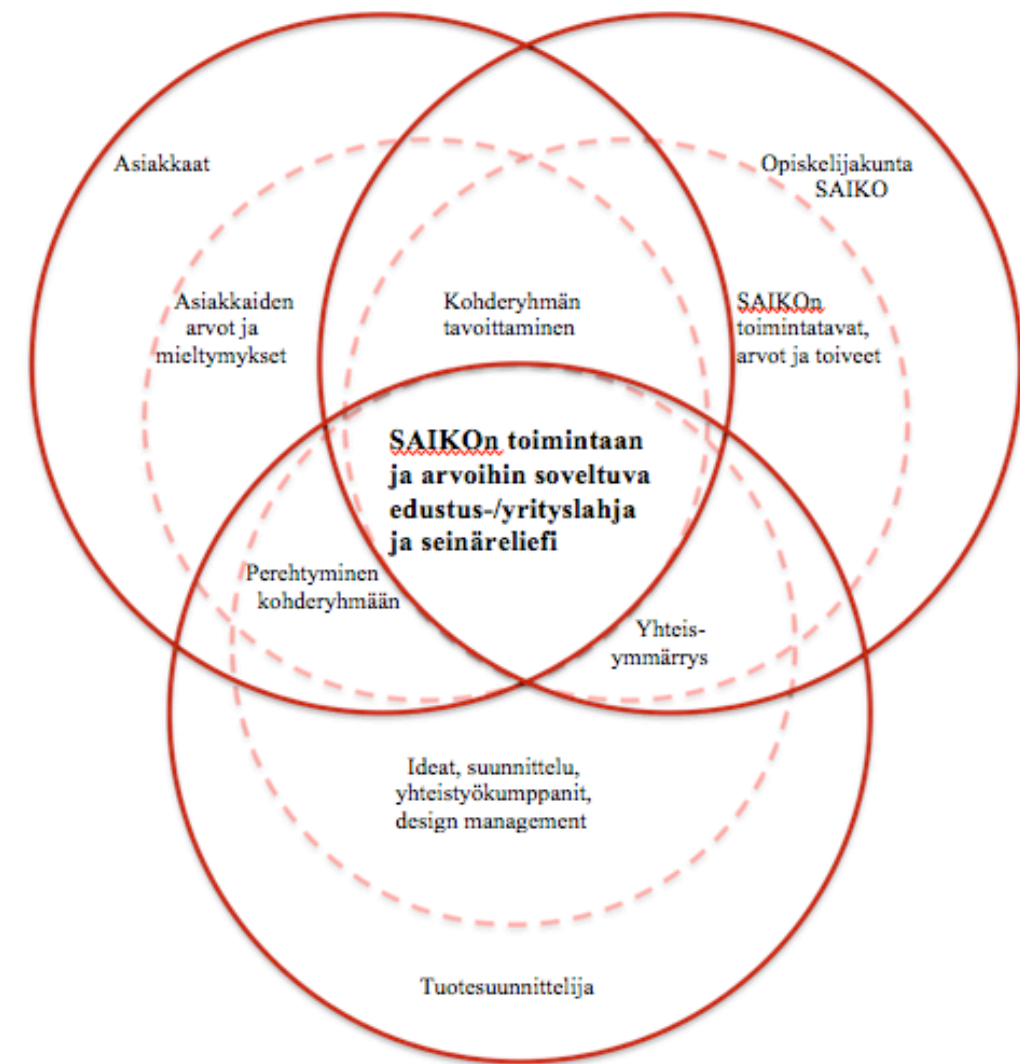 Asiakkaat
Opiskelijakunta
SAIKO
Asiakkaiden
arvot ja
mieltymykset
Kohderyhmän
tavoittaminen
SAIKOn
toimintatavat,
arvot ja toiveet
SAIKOn toimintaan
ja arvoihin soveltuva
edustus-/yrityslahja
ja seinäreliefi
Perehtyminen
kohderyhmään
Yhteis-
ymmärrys
Ideat, suunnittelu,
yhteistyökumppanit,
design management
Tuotesuunnittelija